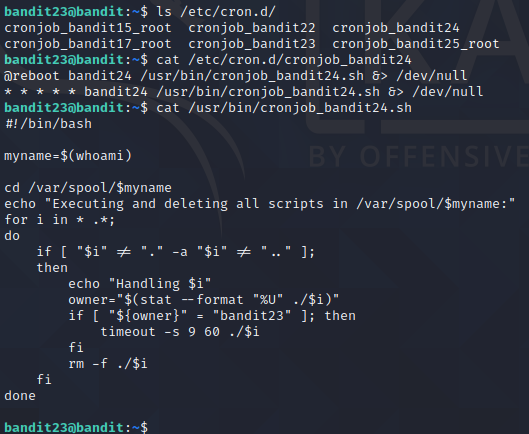 bandit23@bandit:~$ ls /etc/cron.d/
cronjob_bandit15_root  cronjob_bandit22  cronjob_bandit24
cronjob_bandit17_root  cronjob_bandit23  cronjob_bandit25_root
bandit23@bandit:~$ cat /etc/cron.d/cronjob_bandit24
@reboot bandit24 /usr/bin/cronjob_bandit24.sh &> /dev/null
* * * * * bandit24 /usr/bin/cronjob_bandit24.sh &> /dev/null
bandit23@bandit:~$ cat /usr/bin/cronjob_bandit24.sh
#!/bin/bash
myname=$(whoami)
BY OFFENSIVE
cd /var/spool/$myname
echo "Executing and deleting all scripts in /var/spool/$myname:"
for i in * .*;
do
    if [ "$i" != "." -a "$i" != ".." ];
    then
        echo "Handling $i"
        owner="$(stat --format "%U" ./$i)"
        if [ "${owner}" = "bandit23" ]; then
            timeout -s 9 60 ./$i
        fi
        rm -f ./$i
    fi
done
bandit23@bandit:~$